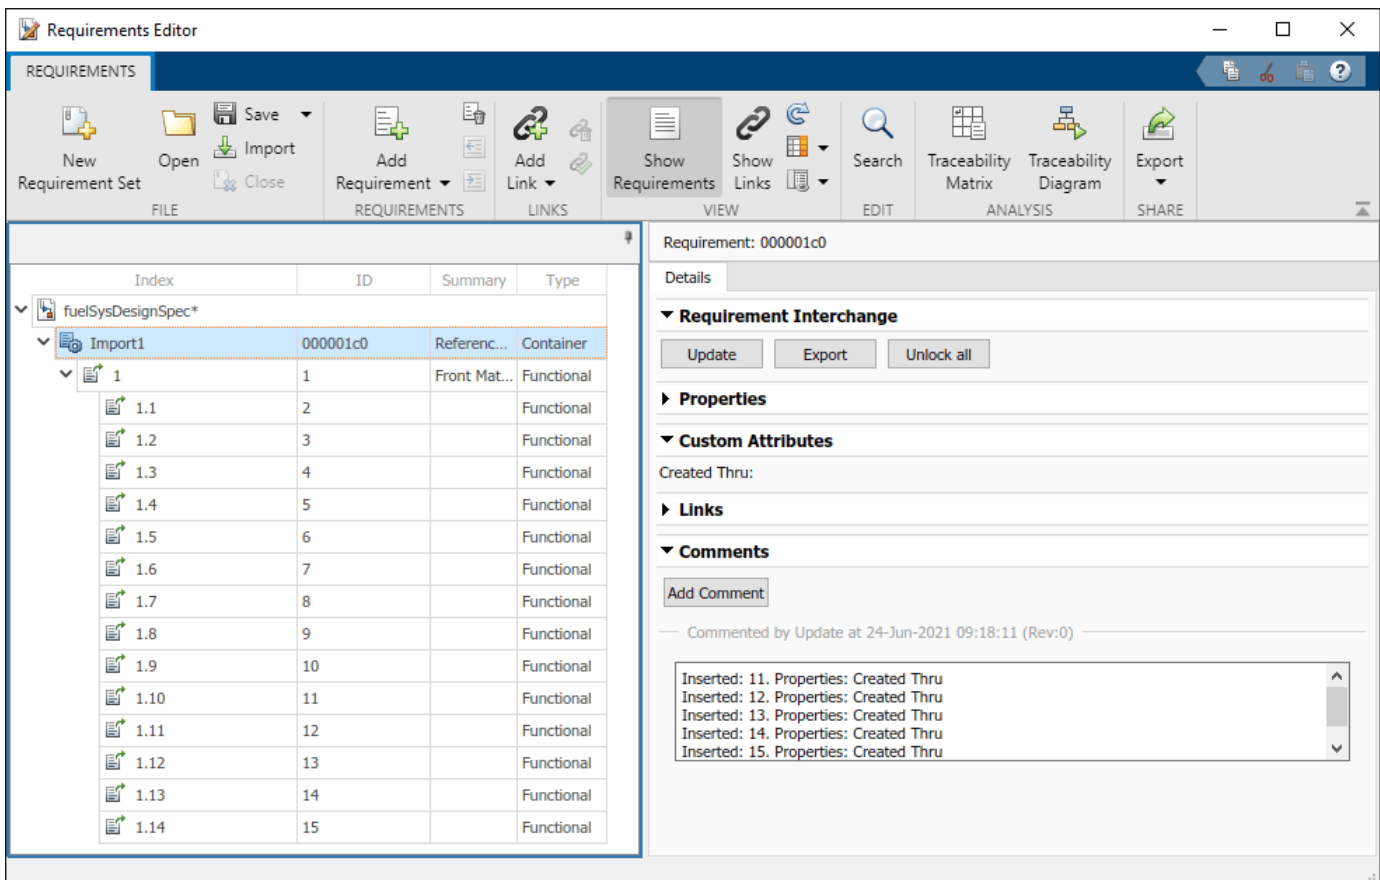 Requirements Editor
REQUIREMENTS
New
Requirement Set
Open
Save
Import
Close
FILE
Add
Requirement
REQUIREMENTS
Add
Link
LINKS
Show
Requirements
Show
Links
VIEW
Search
EDIT
Traceability
Matrix
Traceability
Diagram
ANALYSIS
Export
SHARE
Index ID Summary Type
fuelSysDesignSpec*
Import1 000001c0 Referenc... Container
1 1 Front Mat... Functional
1.1 2 Functional
1.2 3 Functional
1.3 4 Functional
1.4 5 Functional
1.5 6 Functional
1.6 7 Functional
1.7 8 Functional
1.8 9 Functional
1.9 10 Functional
1.10 11 Functional
1.11 12 Functional
1.12 13 Functional
1.13 14 Functional
1.14 15 Functional
Requirement: 000001c0
Details
Requirement Interchange
Update Export Unlock all
Properties
Custom Attributes
Created Thru:
Links
Comments
Add Comment
Commented by Update at 24-Jun-2021 09:18:11 (Rev:0)
Inserted: 11. Properties: Created Thru
Inserted: 12. Properties: Created Thru
Inserted: 13. Properties: Created Thru
Inserted: 14. Properties: Created Thru
Inserted: 15. Properties: Created Thru